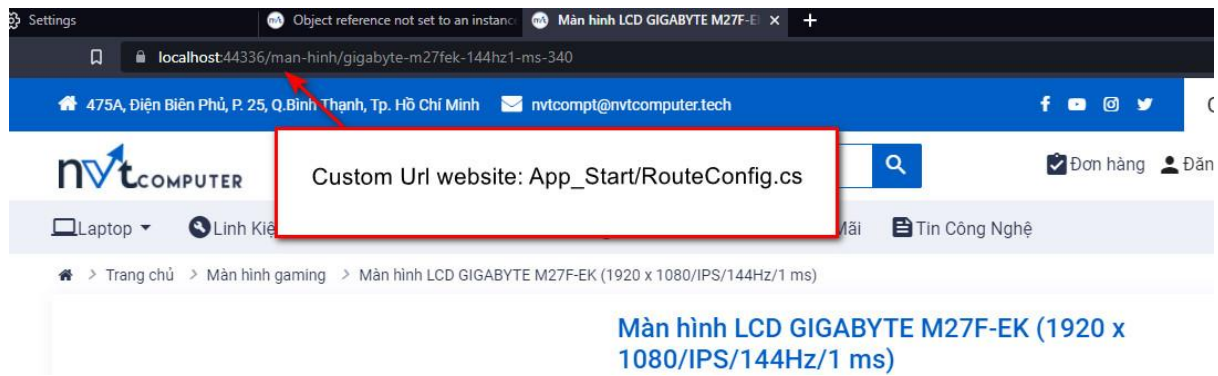 Settings
Object reference not set to an instanc
Màn hình LCD GIGABYTE M27F-E
localhost:44336/man-hinh/gigabyte-m27fek-144hz1-ms-340
475A, Điện Biên Phủ, P. 25, Q.Bình Thạnh, Tp. Hồ Chí Minh nvtcompt@nvtcomputer.tech
nvtCOMPUTER
Custom Url website: App_Start/RouteConfig.cs
Đơn hàng Đăn
Laptop Linh Kiệ Mãi Tin Công Nghệ
> Trang chủ > Màn hình gaming > Màn hình LCD GIGABYTE M27F-EK (1920 x 1080/IPS/144Hz/1 ms)
Màn hình LCD GIGABYTE M27F-EK (1920 x
1080/IPS/144Hz/1 ms)